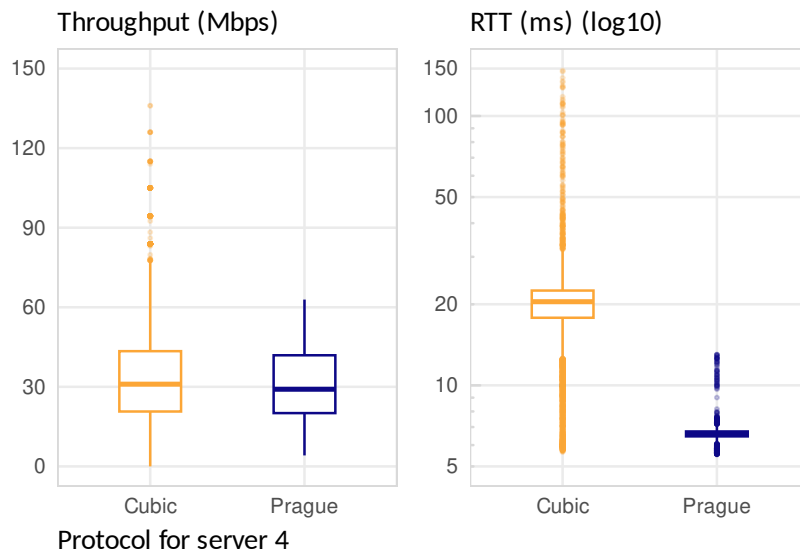 Throughput (Mbps)
150
120
90
60
30
0
Cubic Prague
Protocol for server 4
RTT (ms) (log10)
150
100
50
20
10
5
Cubic Prague